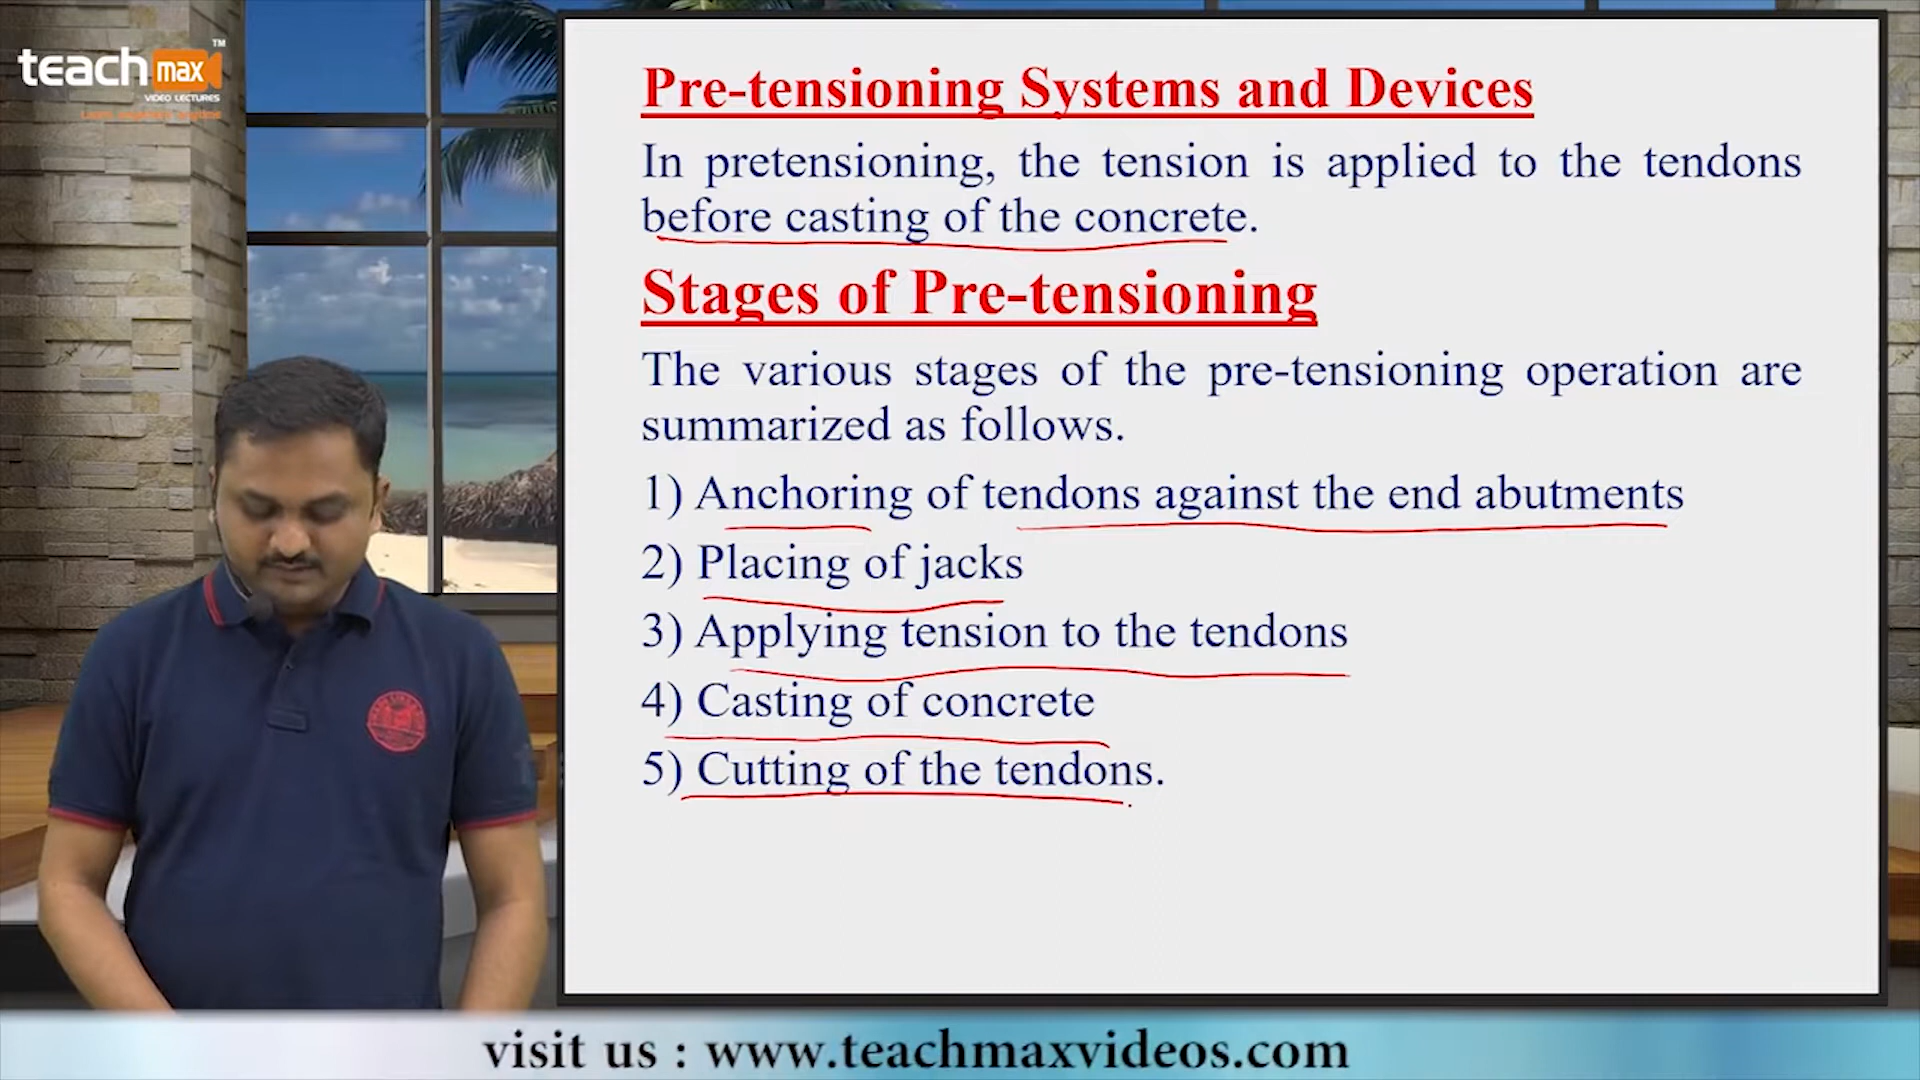 teach max ™
VIDEO LECTURES
Pre-tensioning Systems and Devices
In pretensioning, the tension is applied to the tendons
before casting of the concrete.
Stages of Pre-tensioning
The various stages of the pre-tensioning operation are
summarized as follows.
1) Anchoring of tendons against the end abutments
2) Placing of jacks
3) Applying tension to the tendons
4) Casting of concrete
5) Cutting of the tendons.
visit us : www.teachmaxvideos.com